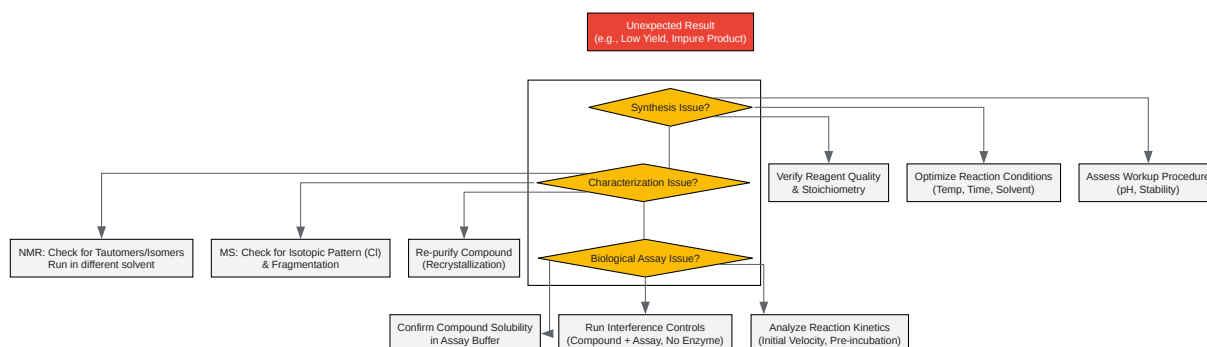 Unexpected Result
(e.g., Low Yield, Impure Product)
Synthesis Issue?
Verify Reagent Quality
& Stoichiometry
Optimize Reaction Conditions
(Temp, Time, Solvent)
Assess Workup Procedure
(pH, Stability)
Characterization Issue?
NMR: Check for Tautomers/Isomers
Run in different solvent
MS: Check for Isotopic Pattern (Cl)
& Fragmentation
Re-purify Compound
(Recrystallization)
Biological Assay Issue?
Confirm Compound Solubility
in Assay Buffer
Run Interference Controls
(Compound + Assay, No Enzyme)
Analyze Reaction Kinetics
(Initial Velocity, Pre-incubation)